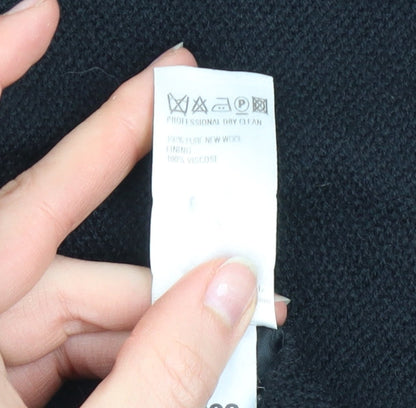 P
PROFESSIONAL DRY CLEAN
100% PURE NEW WOOL
LINING
100% VISCOSE